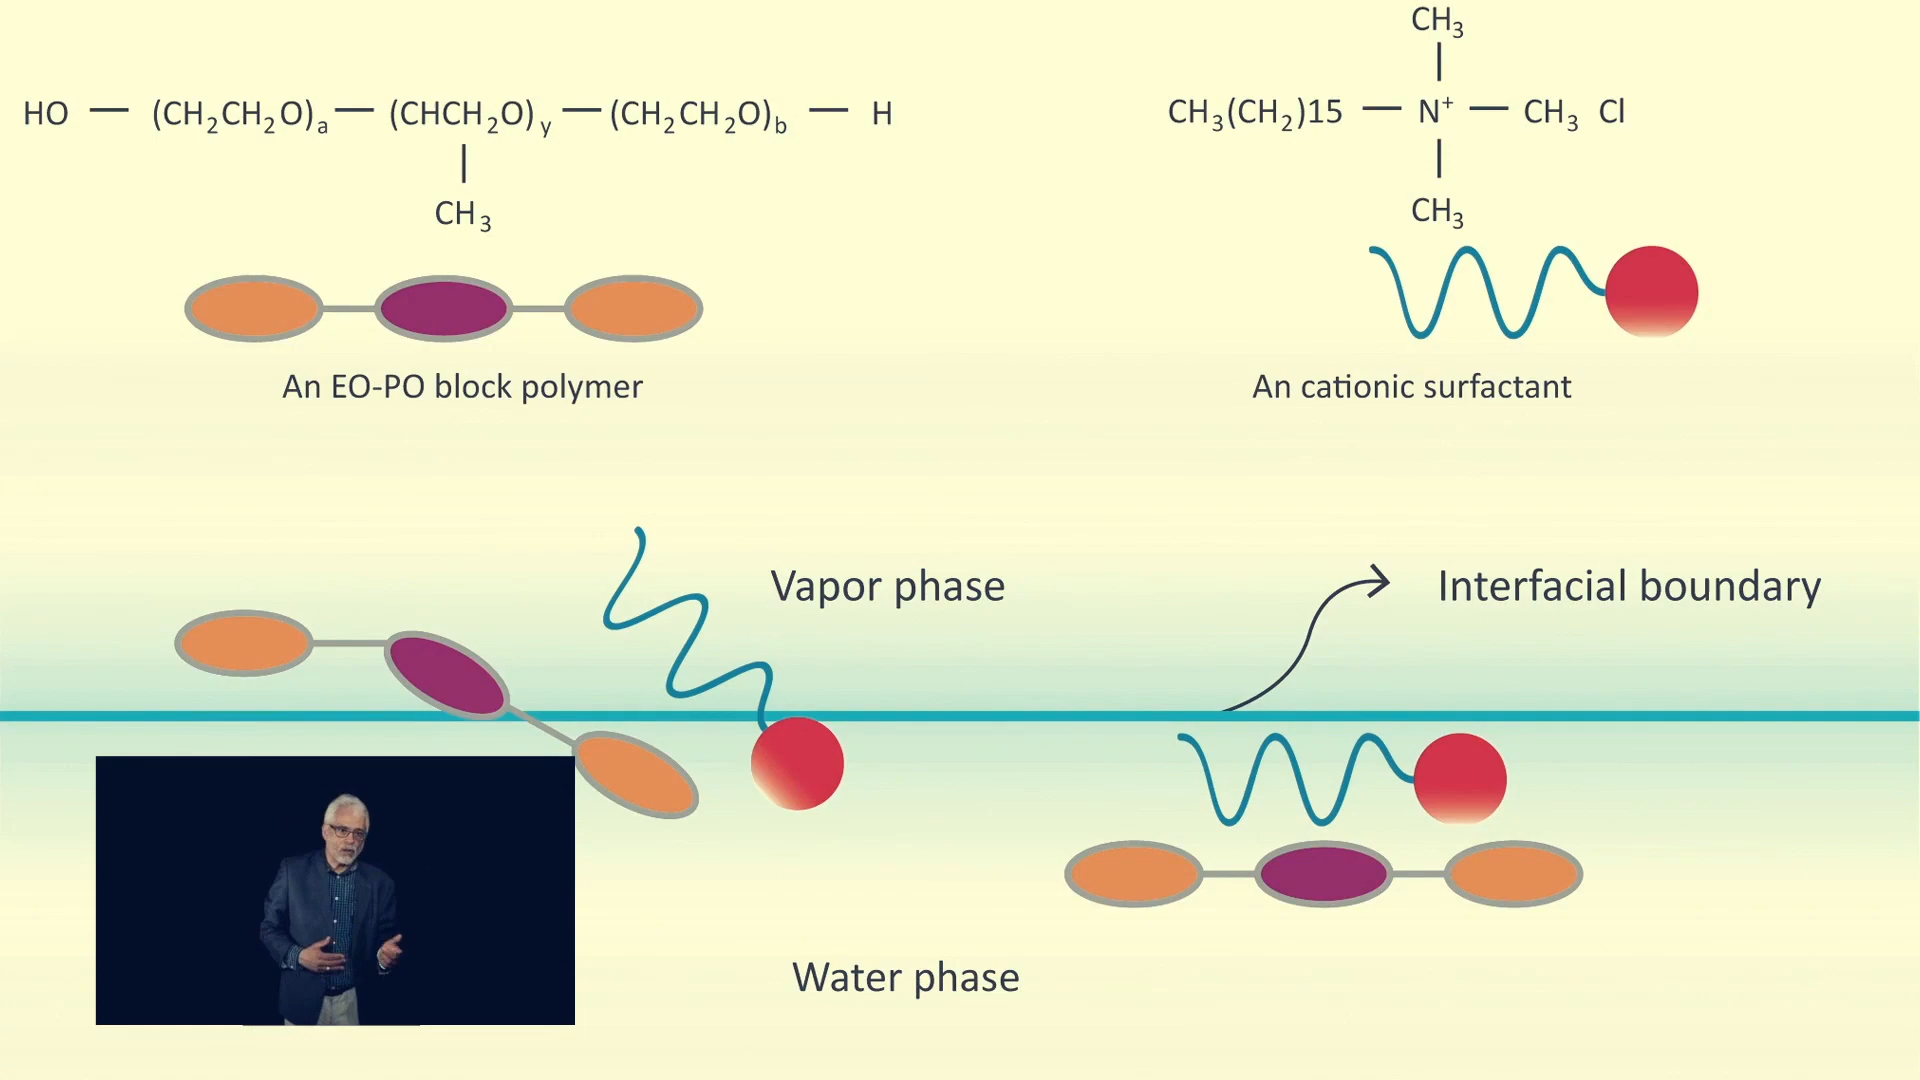 HO — (CH₂CH₂O)ₐ — (CHCH₂O)y — (CH₂CH₂O)b — H
CH₃
An EO-PO block polymer
CH₃
CH₃(CH₂)15 — N⁺ — CH₃ Cl
CH₃
An cationic surfactant
Vapor phase
Interfacial boundary
Water phase